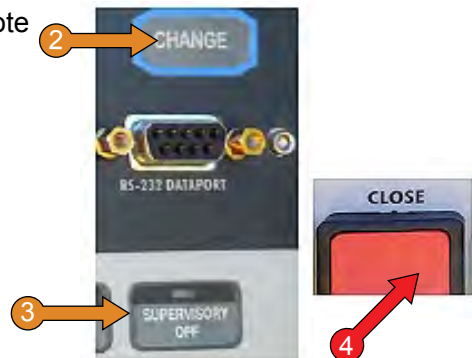 ote
2
CHANGE
RS-232 DATAPORT
CLOSE
3
SUPERVISORY
OFF
4